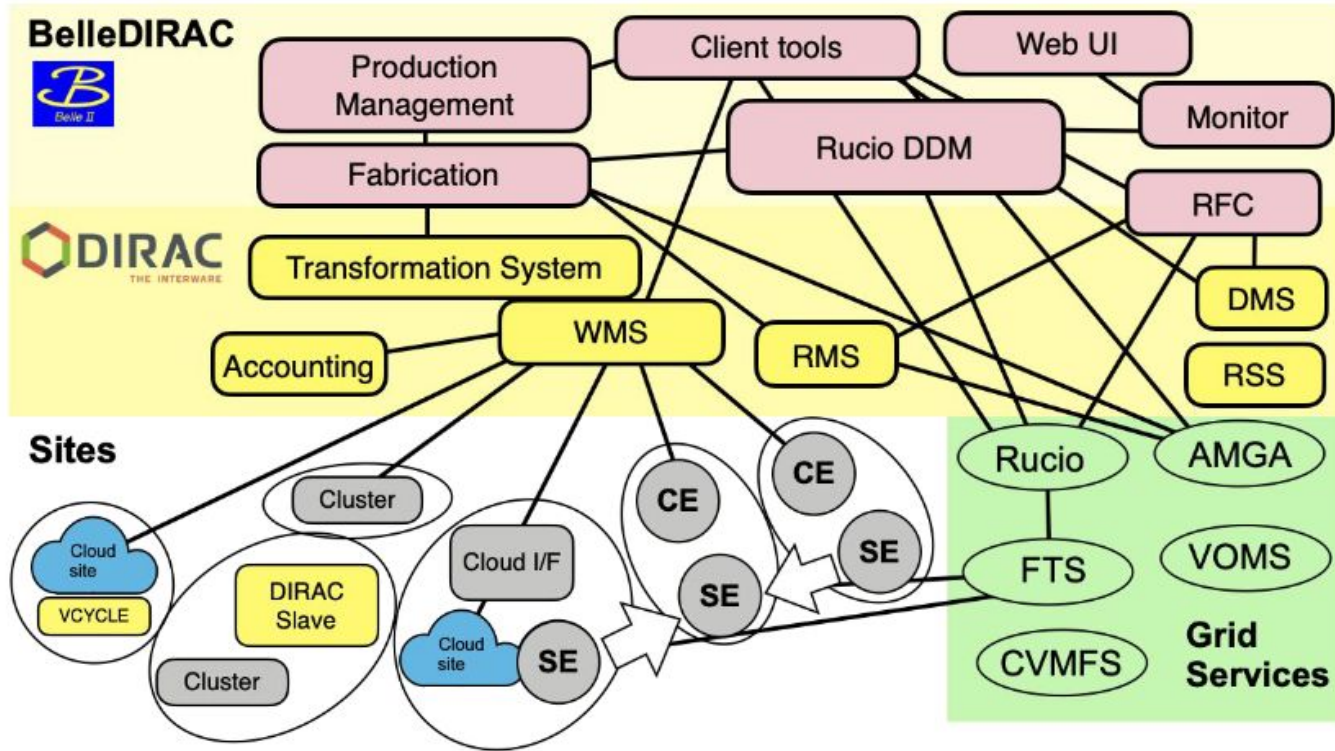 BelleDIRAC
B
Belle II
Production
Management
Client tools
Web UI
Monitor
Rucio DDM
Fabrication
RFC
DIRAC
THE INTERWARE
Transformation System
DMS
WMS
RMS
RSS
Accounting
Sites
Cluster
CE
CE
Rucio
AMGA
Cloud
site
VCYCLE
DIRAC
Slave
Cloud I/F
SE
SE
FTS
VOMS
Cluster
Cloud
site
SE
CVMFS
Grid
Services